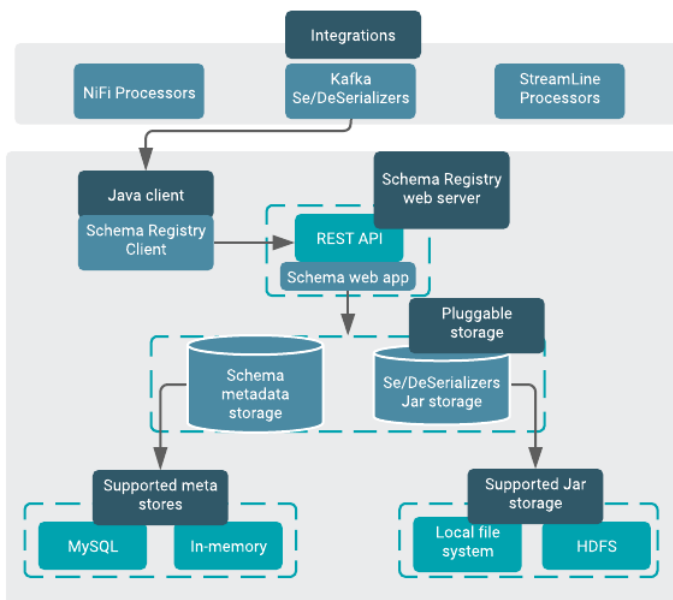 Integrations
NiFi Processors
Kafka
Se/DeSerializers
StreamLine
Processors
Java client
Schema Registry
Client
Schema Registry
web server
REST API
Schema web app
Pluggable
storage
Schema
metadata
storage
Se/DeSerializers
Jar storage
Supported meta
stores
MySQL
In-memory
Supported Jar
storage
Local file
system
HDFS